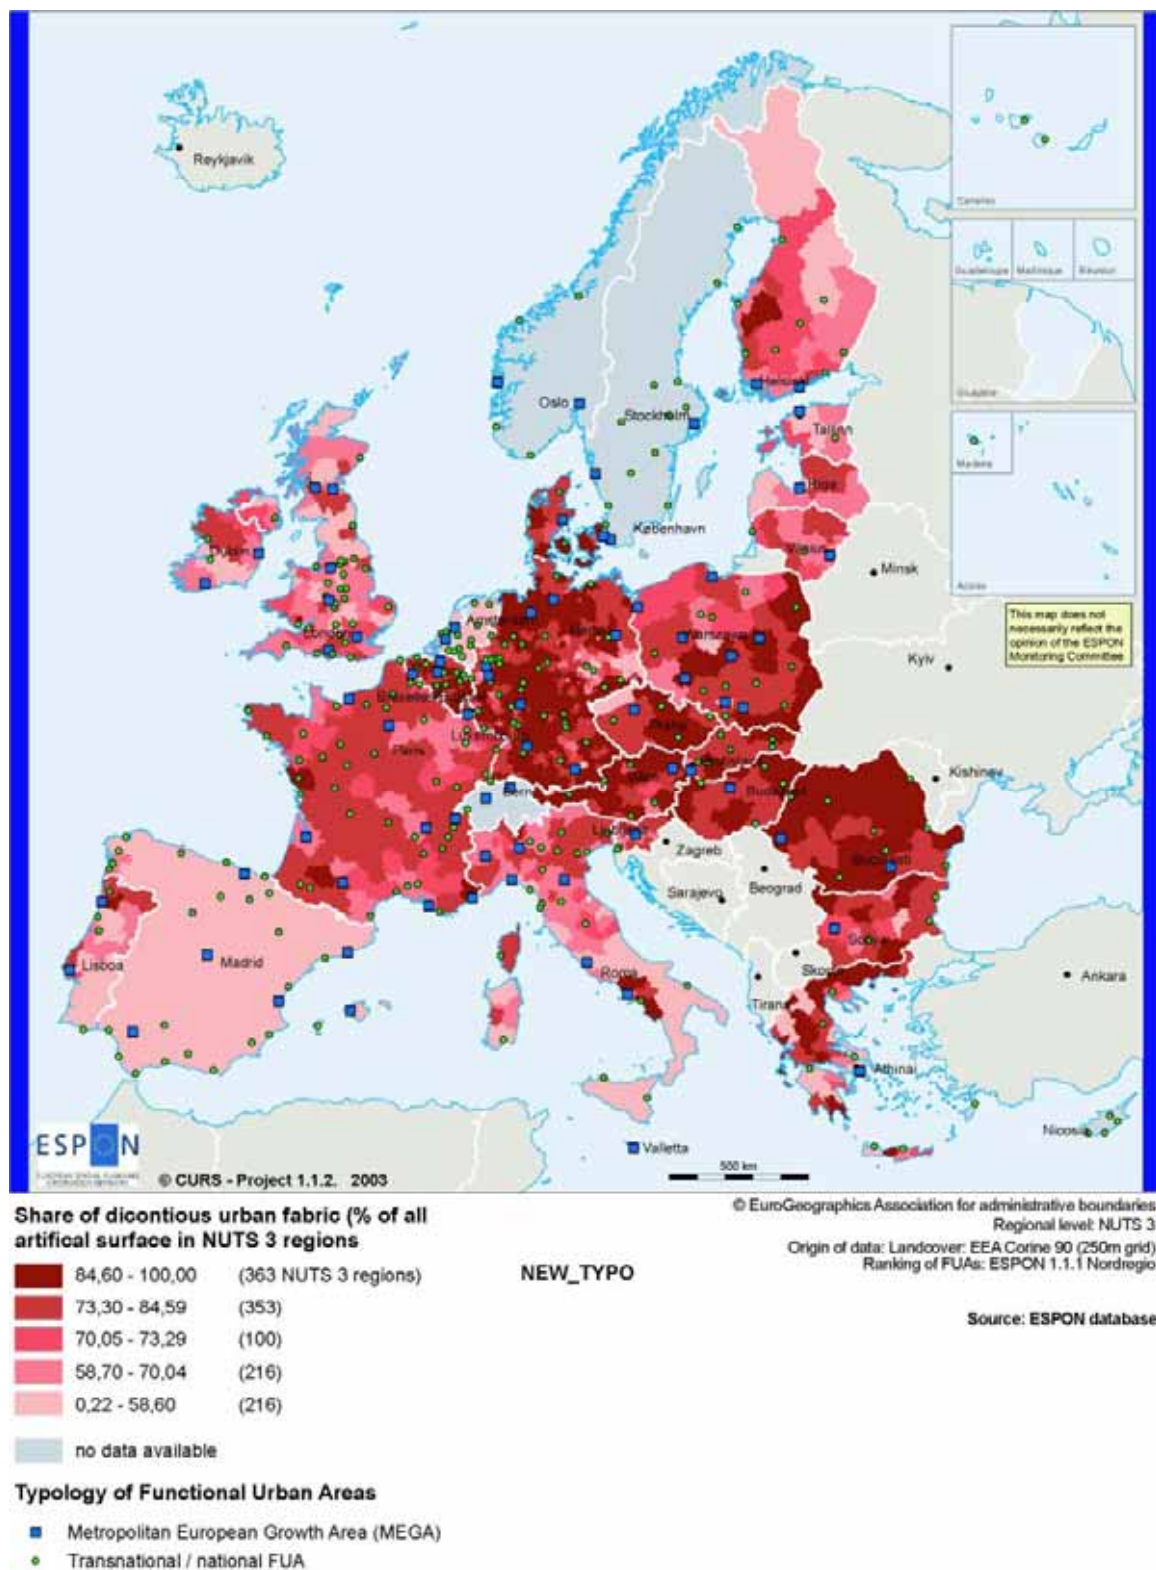 Reykjavik
Canarias
Guadeloupe
Martinique
Réunion
Guyane
Helsinki
Oslo
Stockholm
Tallinn
Madeira
Riga
Acores
København
Dublin
Vilnius
Minsk
This map does not
necessarily reflect the
opinion of the ESPON
Monitoring Committee
Amsterdam
London
Berlin
Warszawa
Kyiv
Praha
Luxembourg
Paris
Kishinev
Wien
Bern
Budapest
Ljubljana
Zagreb
Bucuresti
Beograd
Sarajevo
Sofia
Lisboa
Madrid
Roma
Skopje
Tirana
Ankara
Athinai
Nicosia
Valletta
ESPON
500 km
© CURS - Project 1.1.2. 2003
Share of dicontious urban fabric (% of all
artifical surface in NUTS 3 regions
84,60 - 100,00 (363 NUTS 3 regions)
73,30 - 84,59 (353)
70,05 - 73,29 (100)
58,70 - 70,04 (216)
0,22 - 58,60 (216)
no data available
NEW_TYPO
© EuroGeographics Association for administrative boundaries
Regional level: NUTS 3
Origin of data: Landcover: EEA Corine 90 (250m grid)
Ranking of FUAs: ESPON 1.1.1 Nordregio
Source: ESPON database
Typology of Functional Urban Areas
Metropolitan European Growth Area (MEGA)
Transnational / national FUA